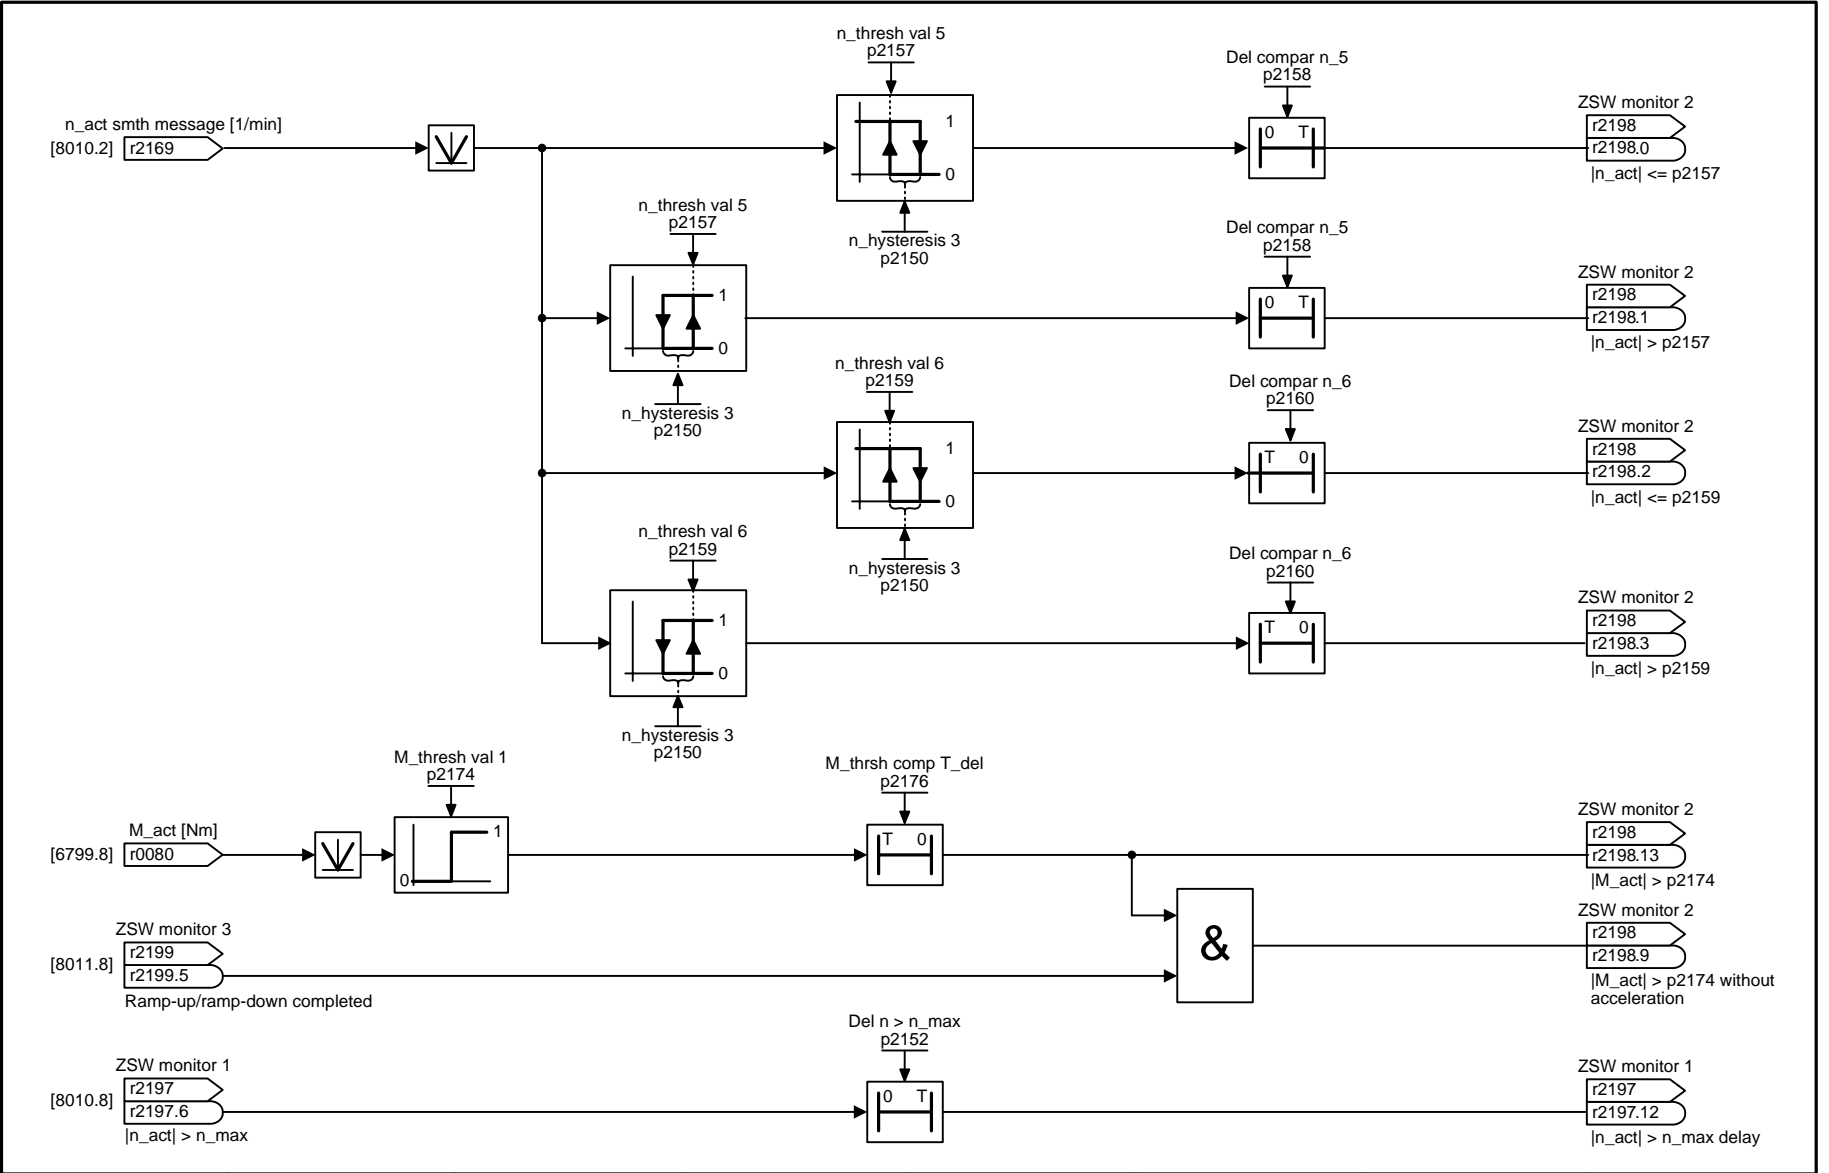 n_thresh val 5
p2157
Del compar n_5
p2158
n_act smth message [1/min]
[8010.2] r2169
1
0
0 T
ZSW monitor 2
r2198
r2198.0
|n_act| <= p2157
n_hysteresis 3
p2150
n_thresh val 5
p2157
Del compar n_5
p2158
1
0
0 T
ZSW monitor 2
r2198
r2198.1
|n_act| > p2157
n_hysteresis 3
p2150
n_thresh val 6
p2159
Del compar n_6
p2160
1
0
T 0
ZSW monitor 2
r2198
r2198.2
|n_act| <= p2159
n_hysteresis 3
p2150
n_thresh val 6
p2159
Del compar n_6
p2160
1
0
T 0
ZSW monitor 2
r2198
r2198.3
|n_act| > p2159
n_hysteresis 3
p2150
M_thresh val 1
p2174
M_thrsh comp T_del
p2176
M_act [Nm]
[6799.8] r0080
1
0
T 0
ZSW monitor 2
r2198
r2198.13
|M_act| > p2174
ZSW monitor 3
r2199
[8011.8]
r2199.5
Ramp-up/ramp-down completed
&
ZSW monitor 2
r2198
r2198.9
|M_act| > p2174 without
acceleration
Del n > n_max
p2152
ZSW monitor 1
r2197
[8010.8]
r2197.6
|n_act| > n_max
0 T
ZSW monitor 1
r2197
r2197.12
|n_act| > n_max delay